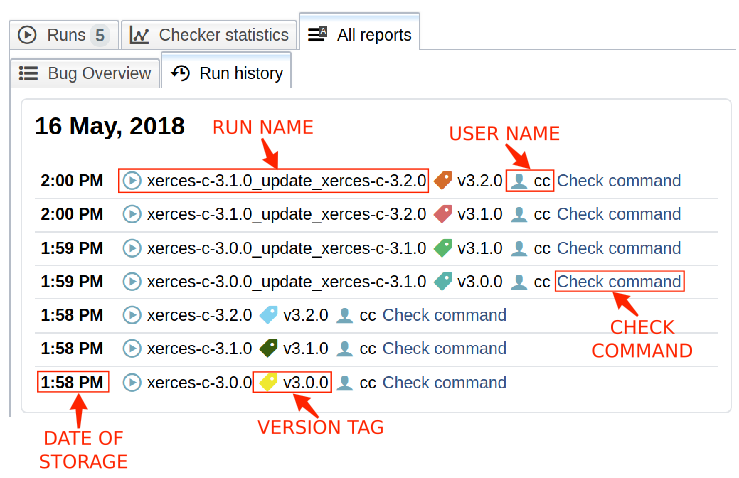 Runs 5 Checker statistics All reports
Bug Overview Run history
16 May, 2018
RUN NAME
USER NAME
2:00 PM xerces-c-3.1.0_update_xerces-c-3.2.0 v3.2.0 cc Check command
2:00 PM xerces-c-3.1.0_update_xerces-c-3.2.0 v3.1.0 cc Check command
1:59 PM xerces-c-3.0.0_update_xerces-c-3.1.0 v3.1.0 cc Check command
1:59 PM xerces-c-3.0.0_update_xerces-c-3.1.0 v3.0.0 cc Check command
1:58 PM xerces-c-3.2.0 v3.2.0 cc Check command
CHECK
COMMAND
1:58 PM xerces-c-3.1.0 v3.1.0 cc Check command
1:58 PM xerces-c-3.0.0 v3.0.0 cc Check command
VERSION TAG
DATE OF
STORAGE